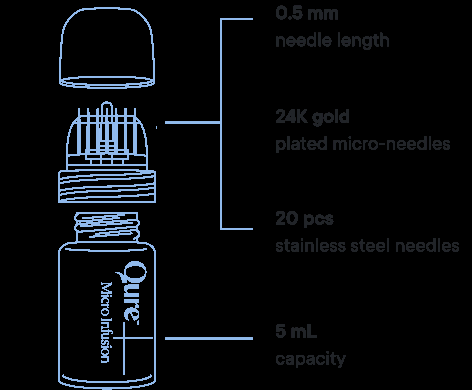 0.5 mm
needle length
24K gold
plated micro-needles
20 pcs
stainless steel needles
Qure™
Micro Infusion
5 mL
capacity